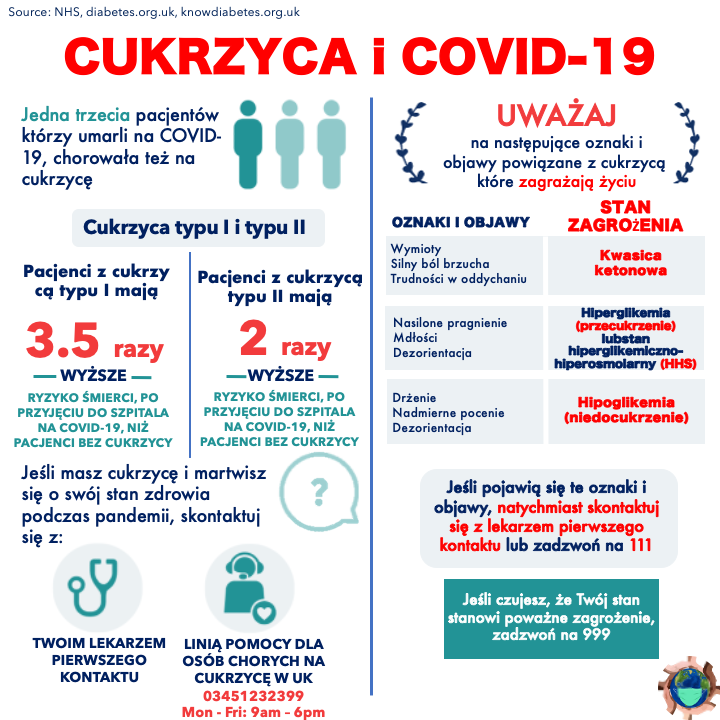 Source: NHS, diabetes.org.uk, knowdiabetes.org.uk
CUKRZYCA i COVID-19
Jedna trzecia pacjentów
którzy umarli na COVID-
19, chorowała też na
cukrzycę
Cukrzyca typu I i typu II
Pacjenci z cukrzy
cą typu I mają
3.5 razy
WYŻSZE
RYZYKO ŚMIERCI, PO
PRZYJĘCIU DO SZPITALA
NA COVID-19, NIŻ
PACJENCI BEZ CUKRZYCY
Pacjenci z cukrzycą
typu II mają
2 razy
WYŻSZE
RYZYKO ŚMIERCI, PO
PRZYJĘCIU DO SZPITALA
NA COVID-19, NIŻ
PACJENCI BEZ CUKRZYCY
Jeśli masz cukrzycę i martwisz
się o swój stan zdrowia
podczas pandemii, skontaktuj
się z:
?
TWOIM LEKARZEM
PIERWSZEGO
KONTAKTU
LINIĄ POMOCY DLA
OSÓB CHORYCH NA
CUKRZYCĘ W UK
03451232399
Mon - Fri: 9am – 6pm
UWAŻAJ
na następujące oznaki i
objawy powiązane z cukrzycą
które zagrażają życiu
OZNAKI I OBJAWY
STAN
ZAGROŻENIA
Wymioty
Silny ból brzucha
Trudności w oddychaniu
Kwasica
ketonowa
Nasilone pragnienie
Mdłości
Dezorientacja
Hiperglikemia
(przecukrzenie)
lubstan
hiperglikemiczno-
hiperosmolarny (HHS)
Drżenie
Nadmierne pocenie
Dezorientacja
Hipoglikemia
(niedocukrzenie)
Jeśli pojawią się te oznaki i
objawy, natychmiast skontaktuj
się z lekarzem pierwszego
kontaktu lub zadzwoń na 111
Jeśli czujesz, że Twój stan
stanowi poważne zagrożenie,
zadzwoń na 999